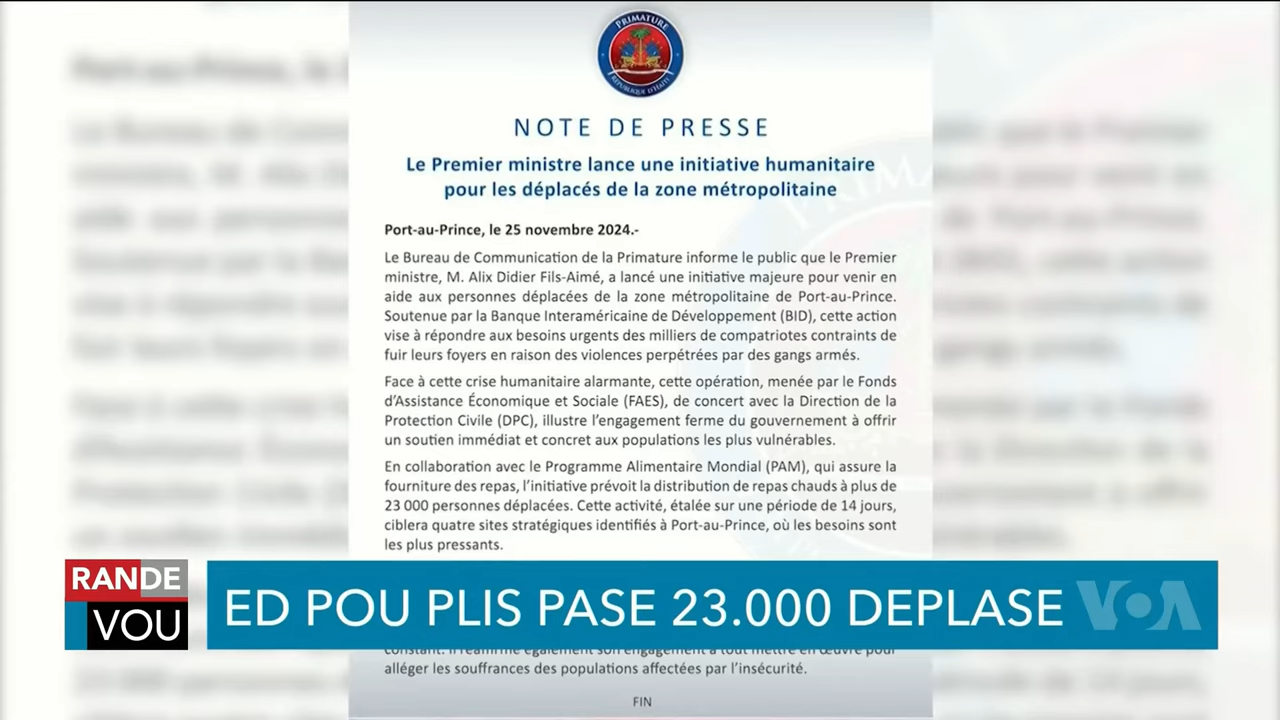 PRIMATURE
RÉPUBLIQUE D'HAÏTI
NOTE DE PRESSE
Le Premier ministre lance une initiative humanitaire
pour les déplacés de la zone métropolitaine
Port-au-Prince, le 25 novembre 2024.-
Le Bureau de Communication de la Primature informe le public que le Premier
ministre, M. Alix Didier Fils-Aimé, a lancé une initiative majeure pour venir en
aide aux personnes déplacées de la zone métropolitaine de Port-au-Prince.
Soutenue par la Banque Interaméricaine de Développement (BID), cette action
vise à répondre aux besoins urgents des milliers de compatriotes contraints de
fuir leurs foyers en raison des violences perpétrées par des gangs armés.
Face à cette crise humanitaire alarmante, cette opération, menée par le Fonds
d'Assistance Économique et Sociale (FAES), de concert avec la Direction de la
Protection Civile (DPC), illustre l'engagement ferme du gouvernement à offrir
un soutien immédiat et concret aux populations les plus vulnérables.
En collaboration avec le Programme Alimentaire Mondial (PAM), qui assure la
fourniture des repas, l'initiative prévoit la distribution de repas chauds à plus de
23 000 personnes déplacées. Cette activité, étalée sur une période de 14 jours,
ciblera quatre sites stratégiques identifiés à Port-au-Prince, où les besoins sont
les plus pressants.
RANDE
VOU
ED POU PLIS PASE 23.000 DEPLASE
VOA
constant. Il réaffirme également son engagement à tout mettre en œuvre pour
alléger les souffrances des populations affectées par l'insécurité.
FIN